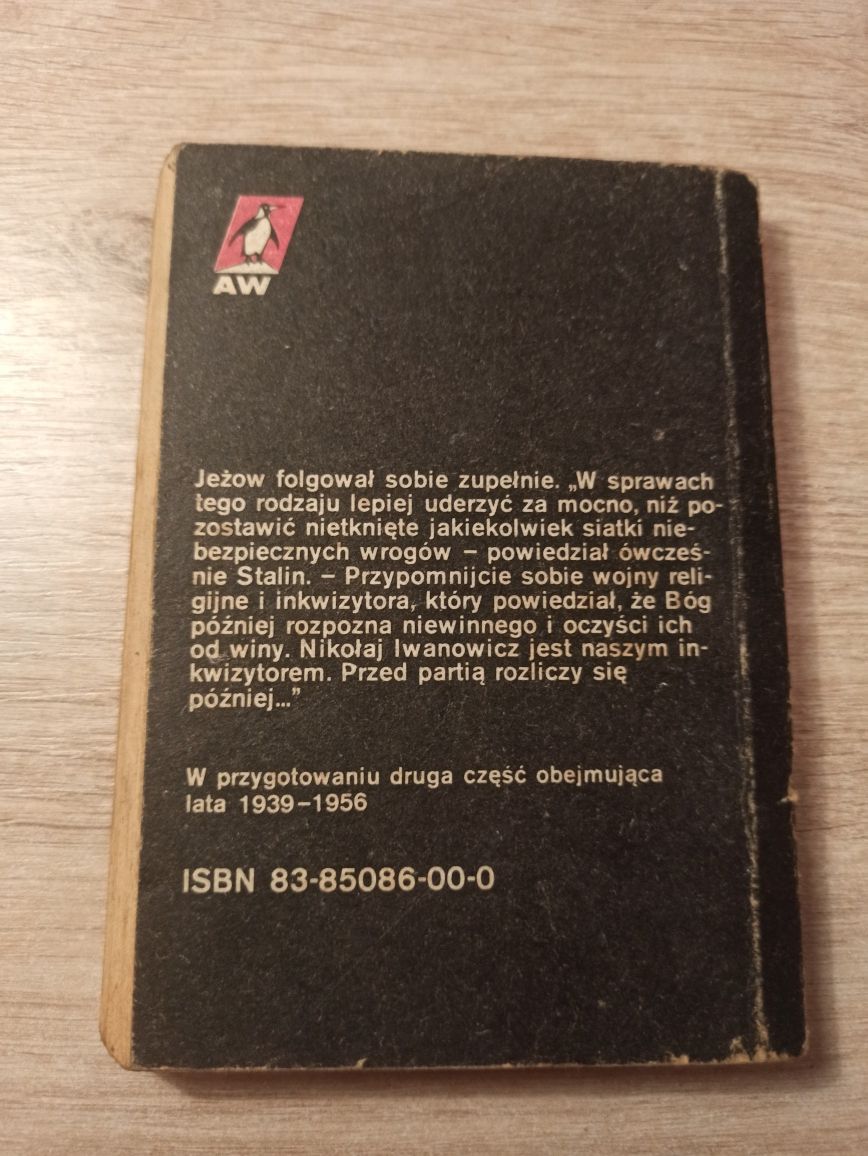 AW
Jeżow folgował sobie zupełnie. „W sprawach
tego rodzaju lepiej uderzyć za mocno, niż po-
zostawić nietknięte jakiekolwiek siatki nie-
bezpiecznych wrogów – powiedział ówcześ-
nie Stalin. – Przypomnijcie sobie wojny reli-
gijne i inkwizytora, który powiedział, że Bóg
później rozpozna niewinnego i oczyści ich
od winy. Nikołaj Iwanowicz jest naszym in-
kwizytorem. Przed partią rozliczy się
później...”
W przygotowaniu druga część obejmująca
lata 1939–1956
ISBN 83-85086-00-0